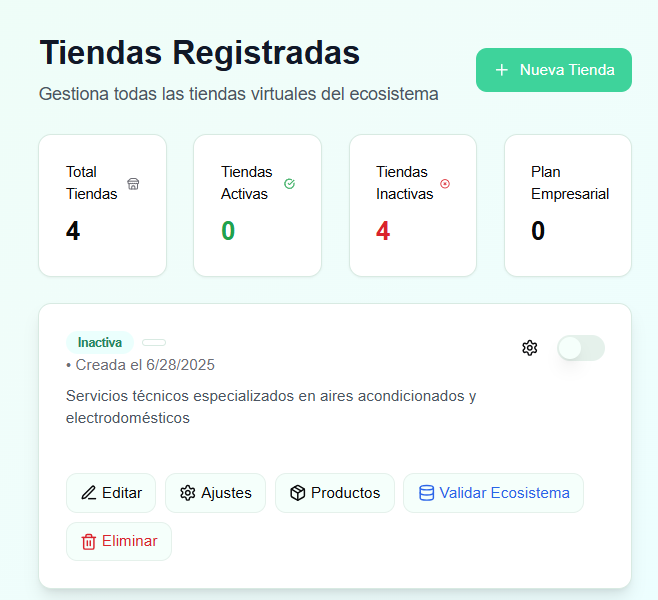 Tiendas Registradas
Gestiona todas las tiendas virtuales del ecosistema
Nueva Tienda
Total
Tiendas
4
Tiendas
Activas
0
Tiendas
Inactivas
4
Plan
Empresarial
0
Inactiva
• Creada el 6/28/2025
Servicios técnicos especializados en aires acondicionados y
electrodomésticos
Editar
Ajustes
Productos
Validar Ecosistema
Eliminar